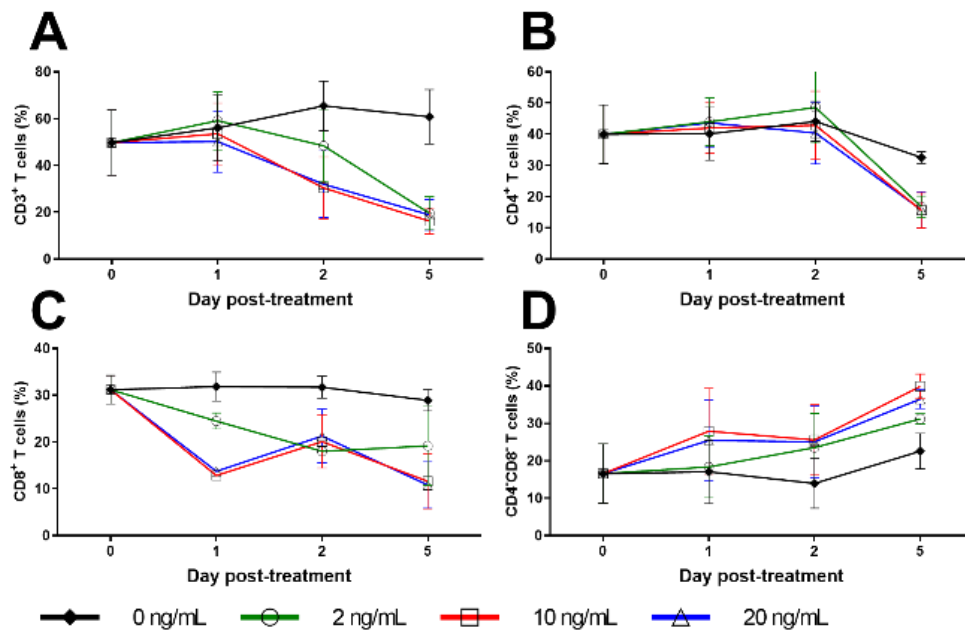 A
B
80
60
40
20
0
CD3+ T cells (%)
0 1 2 5
Day post-treatment
60
50
40
30
20
10
0
CD4+ T cells (%)
0 1 2 5
Day post-treatment
C
D
40
30
20
10
0
CD8+ T cells (%)
0 1 2 5
Day post-treatment
50
40
30
20
10
0
CD4-CD8- T cells (%)
0 1 2 5
Day post-treatment
0 ng/mL 2 ng/mL 10 ng/mL 20 ng/mL